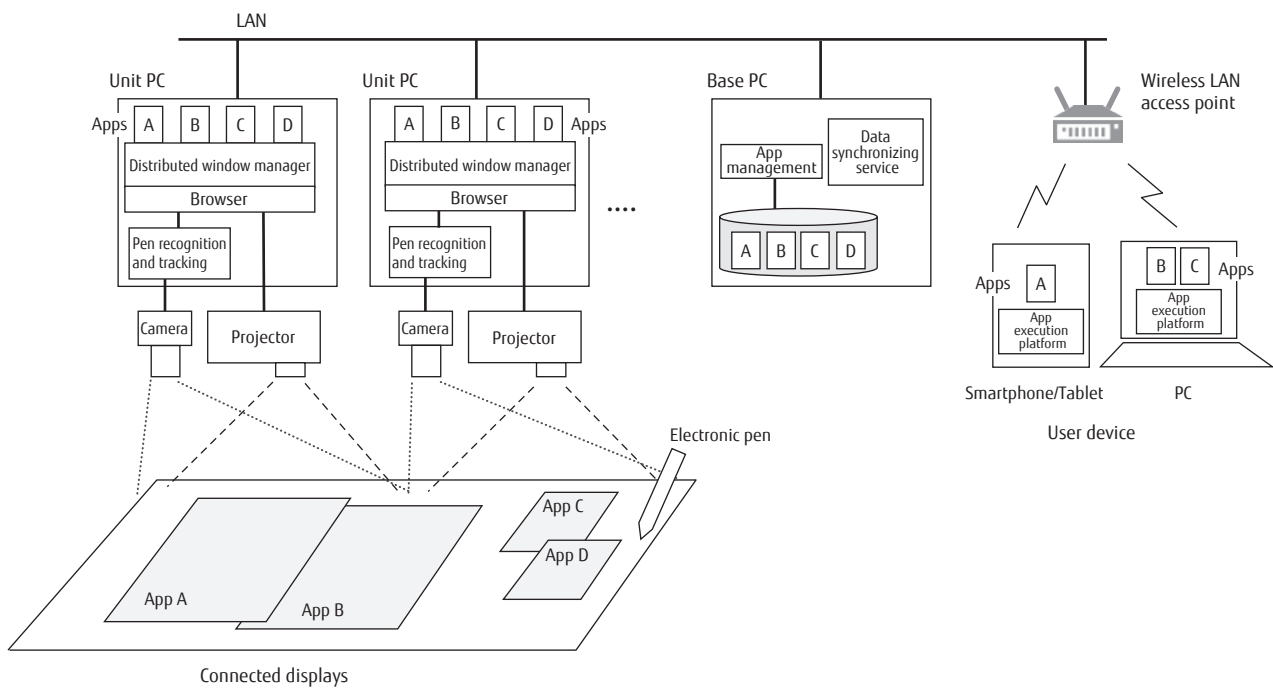 LAN
Unit PC
Apps
A
B
C
D
Distributed window manager
Browser
Pen recognition
and tracking
Camera
Projector
Unit PC
A
B
C
D
Apps
Distributed window manager
Browser
Pen recognition
and tracking
Camera
Projector
....
Base PC
App
management
Data
synchronizing
service
A
B
C
D
Wireless LAN
access point
Apps
A
App
execution
platform
Smartphone/Tablet
B
C
Apps
App
execution
platform
PC
User device
Electronic pen
App A
App B
App C
App D
Connected displays